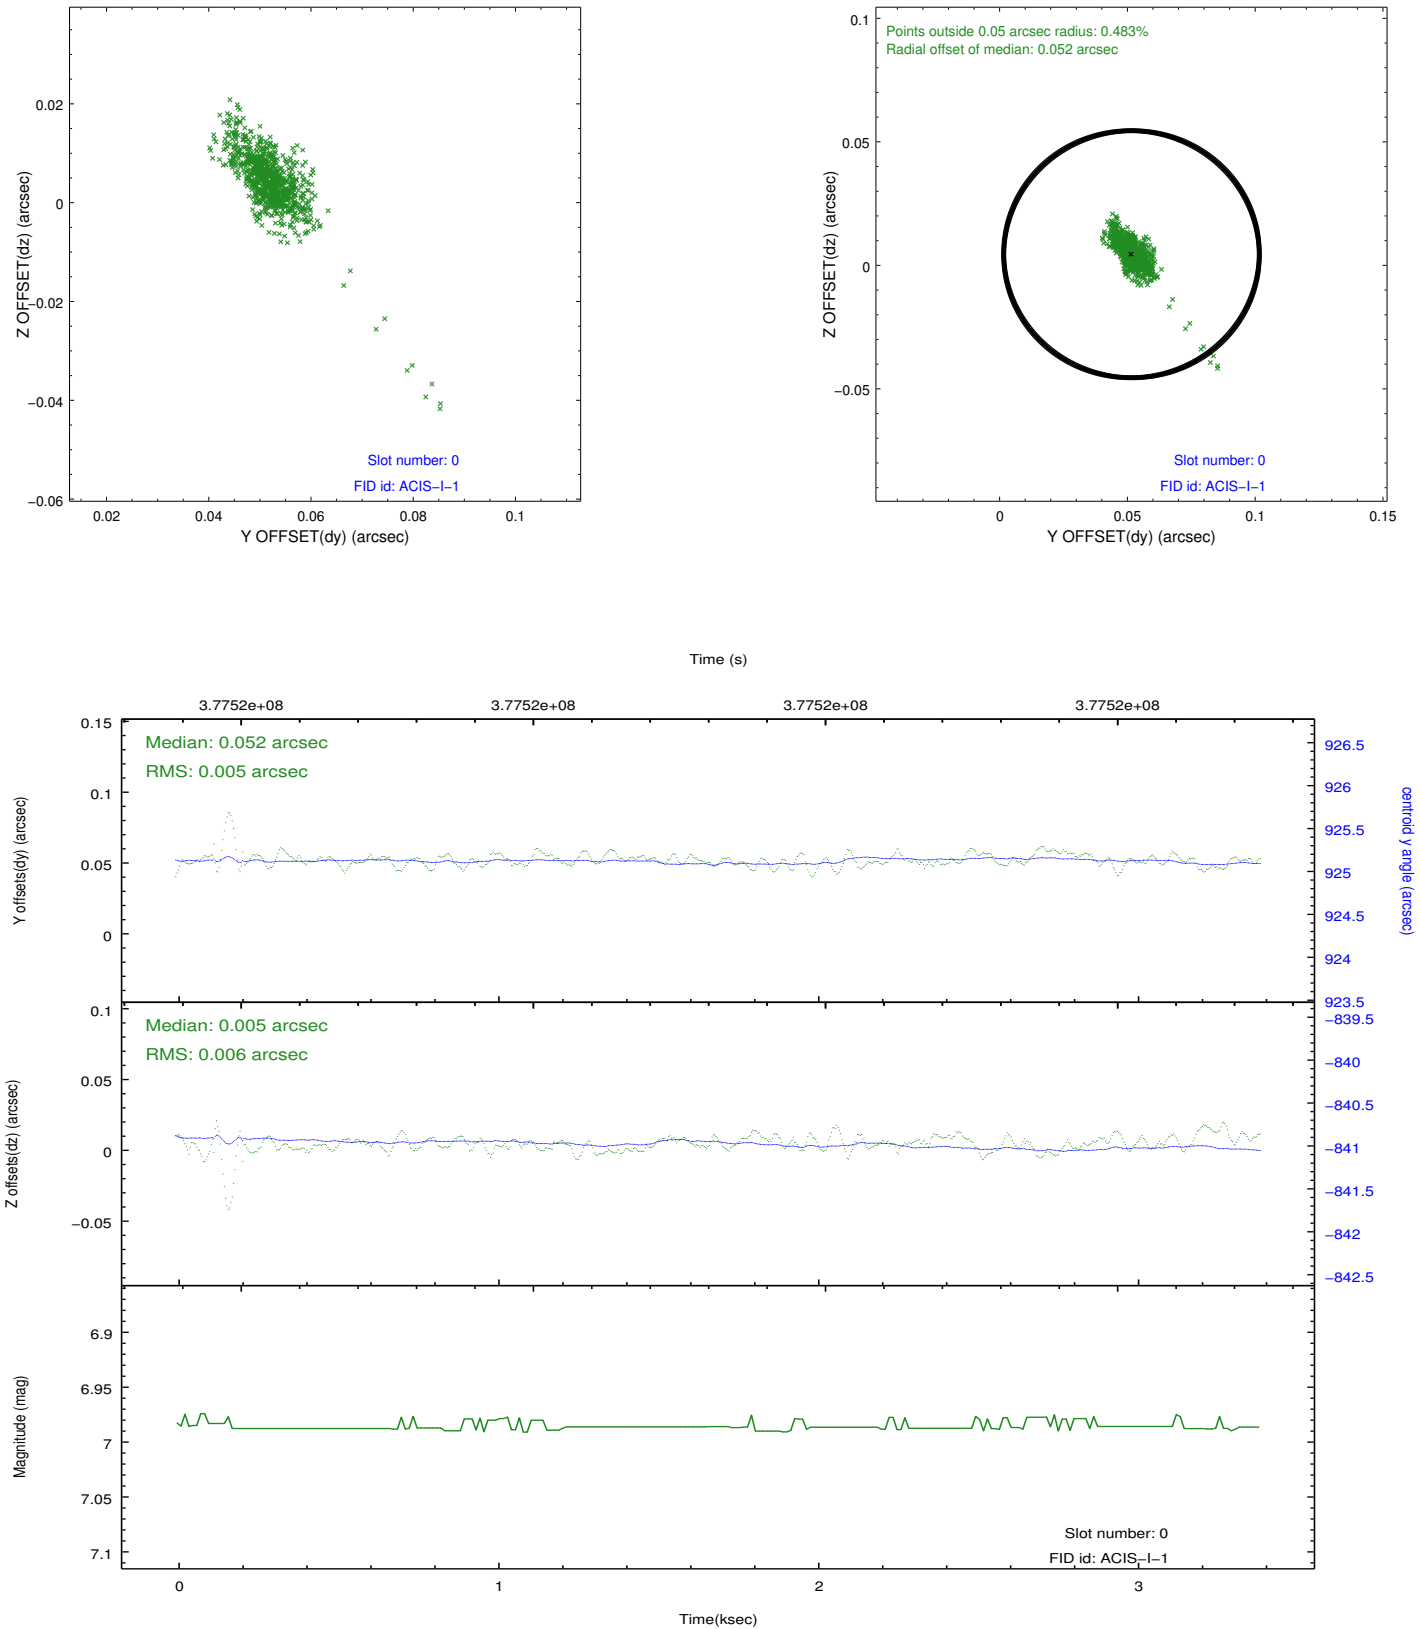 0.02
0
−0.02
−0.04
−0.06
0.02
0.04
0.06
0.08
0.1
Z OFFSET(dz) (arcsec)
Y OFFSET(dy) (arcsec)
Slot number: 0
FID id: ACIS−I−1
Points outside 0.05 arcsec radius: 0.483%
Radial offset of median: 0.052 arcsec
0.1
0.05
0
−0.05
0
0.05
0.1
0.15
Z OFFSET(dz) (arcsec)
Y OFFSET(dy) (arcsec)
Slot number: 0
FID id: ACIS−I−1
Time (s)
3.7752e+08
3.7752e+08
3.7752e+08
3.7752e+08
Median: 0.052 arcsec
RMS: 0.005 arcsec
0.15
0.1
0.05
0
Y offsets(dy) (arcsec)
926.5
926
925.5
925
924.5
924
923.5
centroid y angle (arcsec)
Median: 0.005 arcsec
RMS: 0.006 arcsec
0.1
0.05
0
−0.05
Z offsets(dz) (arcsec)
−839.5
−840
−840.5
−841
−841.5
−842
−842.5
6.9
6.95
7
7.05
7.1
Magnitude (mag)
Slot number: 0
FID id: ACIS−I−1
0
1
2
3
Time(ksec)